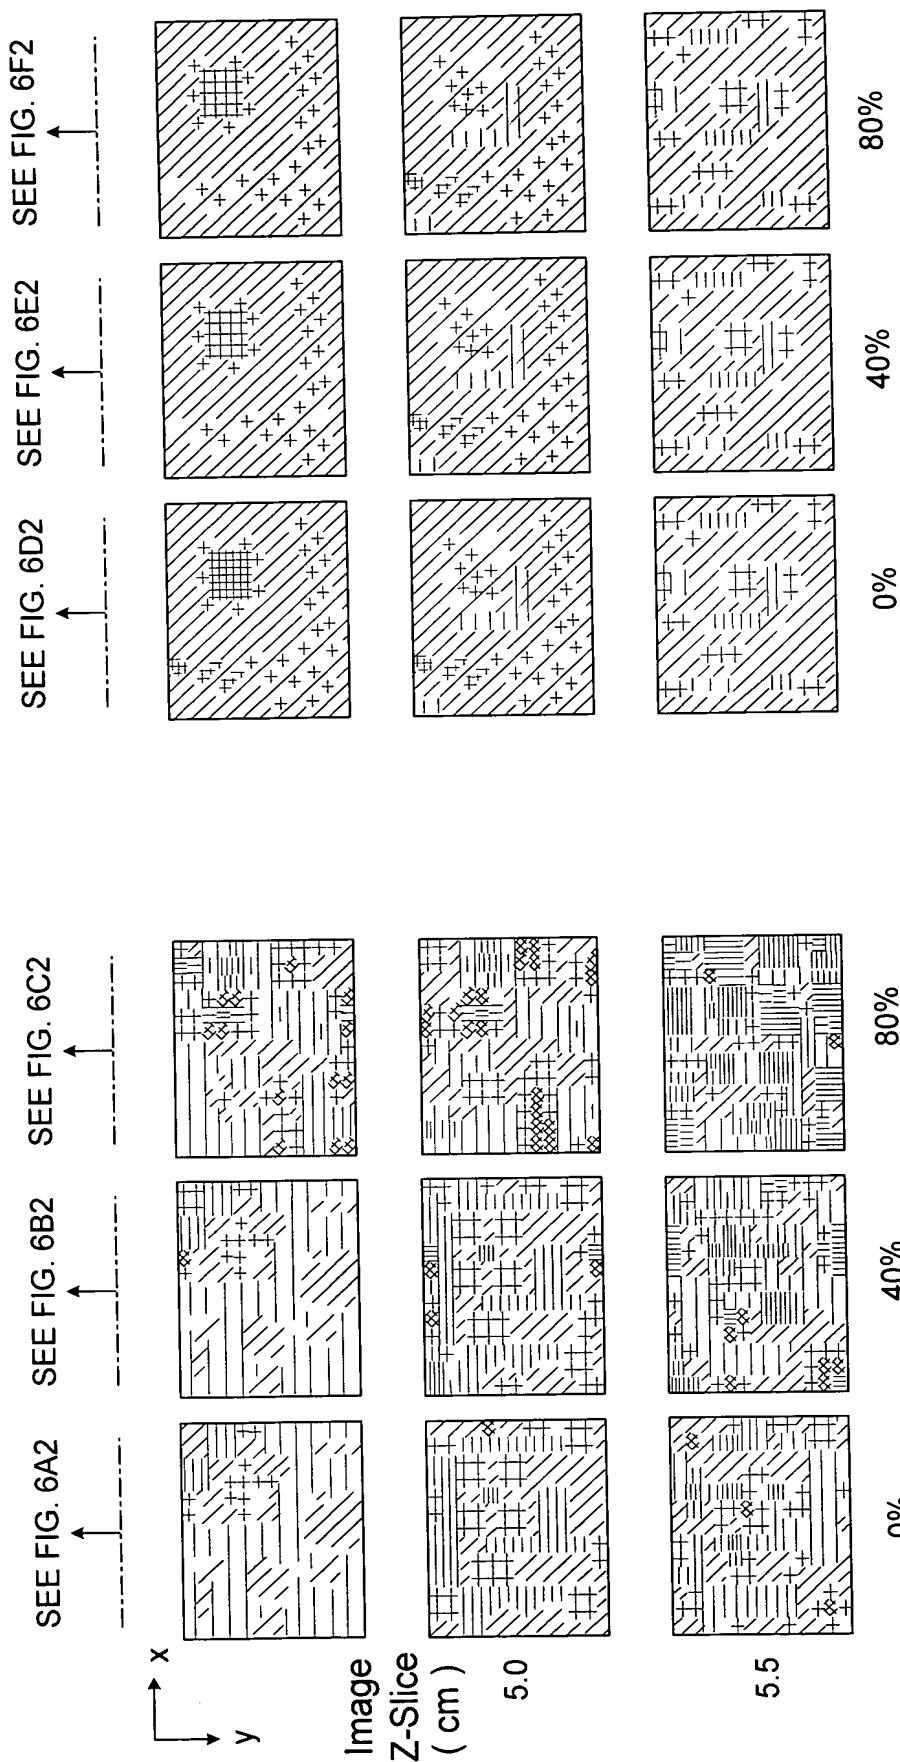 SEE FIG. 6A2
SEE FIG. 6B2
SEE FIG. 6C2
SEE FIG. 6D2
SEE FIG. 6E2
SEE FIG. 6F2
x
y
Image
Z-Slice
( cm )
5.0
5.5
0%
40%
80%
0%
40%
80%